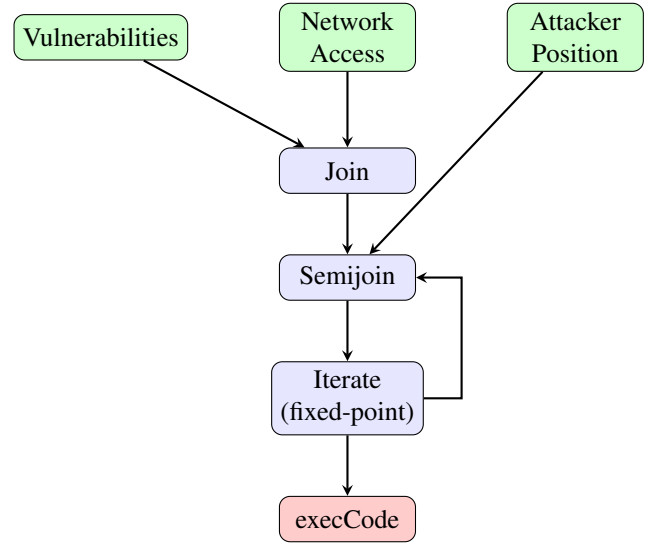 Vulnerabilities
Network
Access
Attacker
Position
Join
Semijoin
Iterate
(fixed-point)
execCode